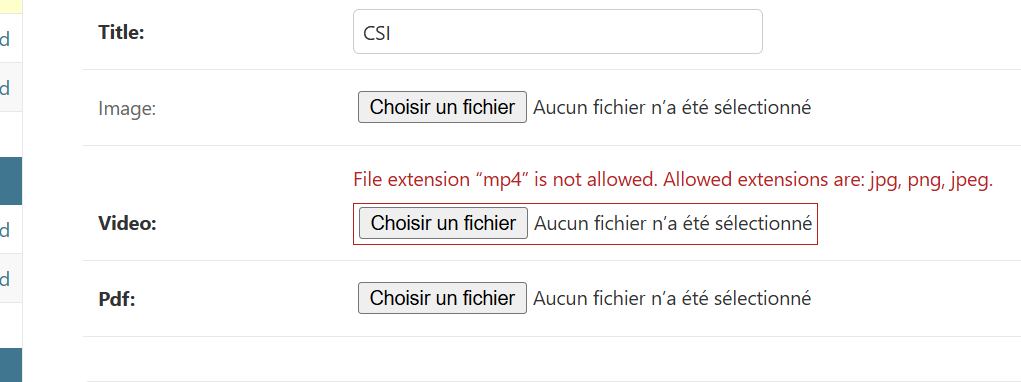 d
d
d
d
Title:
CSI
Image:
Choisir un fichier Aucun fichier n’a été sélectionné
File extension “mp4” is not allowed. Allowed extensions are: jpg, png, jpeg.
Video:
Choisir un fichier Aucun fichier n’a été sélectionné
Pdf:
Choisir un fichier Aucun fichier n’a été sélectionné